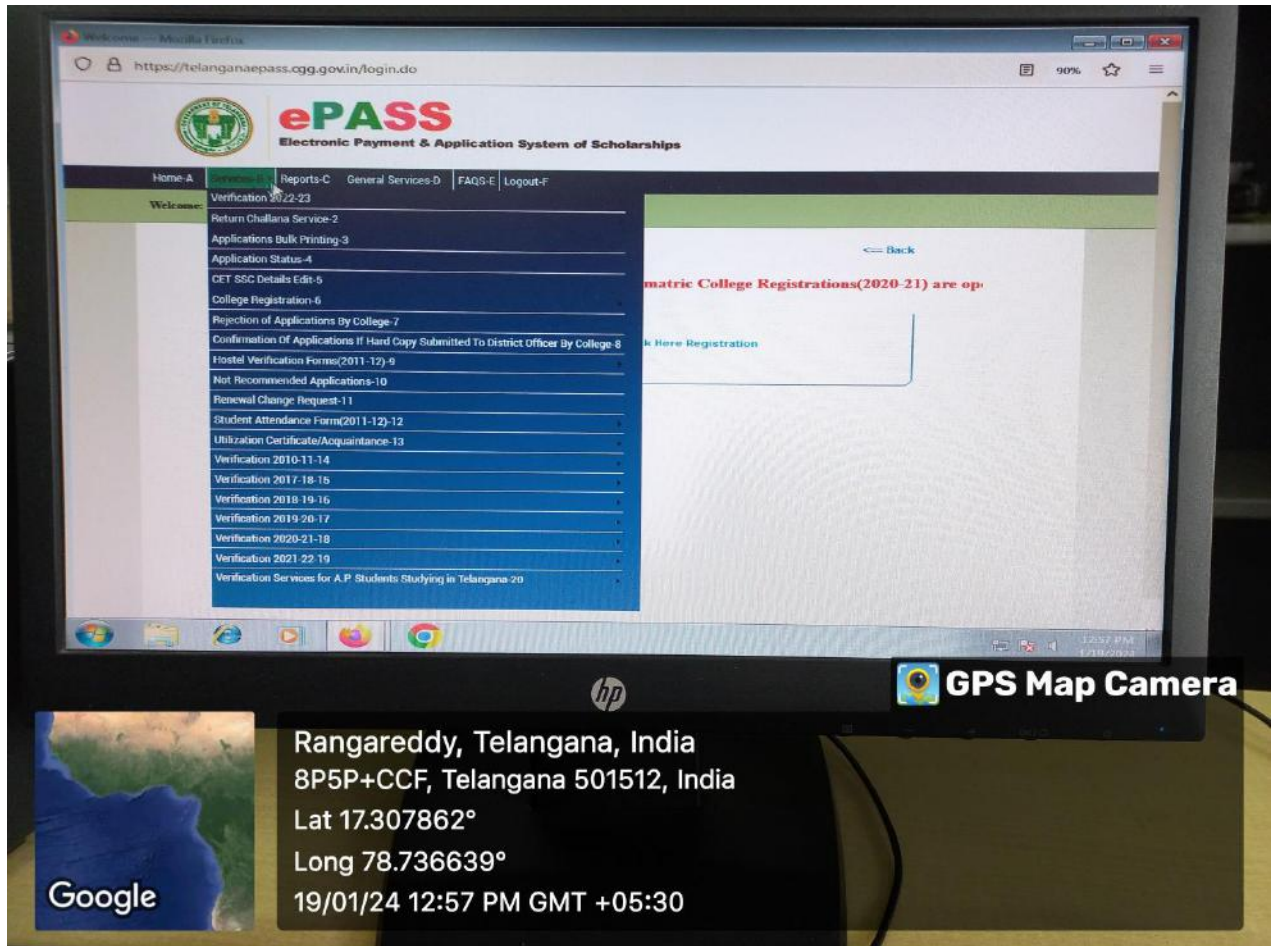 Welcome — Mozilla Firefox
https://telanganaepass.cgg.gov.in/login.do
90%
GOVERNMENT OF TELANGANA
ePASS
Electronic Payment & Application System of Scholarships
Home-A Services-B Reports-C General Services-D FAQS-E Logout-F
Welcome:
Verification 2022-23
Return Challana Service-2
Applications Bulk Printing-3
Application Status-4
CET SSC Details Edit-5
College Registration-6
Rejection of Applications By College-7
Confirmation Of Applications If Hard Copy Submitted To District Officer By College-8
Hostel Verification Forms(2011-12)-9
Not Recommended Applications-10
Renewal Change Request-11
Student Attendance Form(2011-12)-12
Utilization Certificate/Acquaintance-13
Verification 2010-11-14
Verification 2017-18-15
Verification 2018-19-16
Verification 2019-20-17
Verification 2020-21-18
Verification 2021-22-19
Verification Services for A.P Students Studying in Telangana-20
<== Back
matric College Registrations(2020-21) are op
k Here Registration
12:57 PM
hp
GPS Map Camera
Google
Rangareddy, Telangana, India
8P5P+CCF, Telangana 501512, India
Lat 17.307862°
Long 78.736639°
19/01/24 12:57 PM GMT +05:30